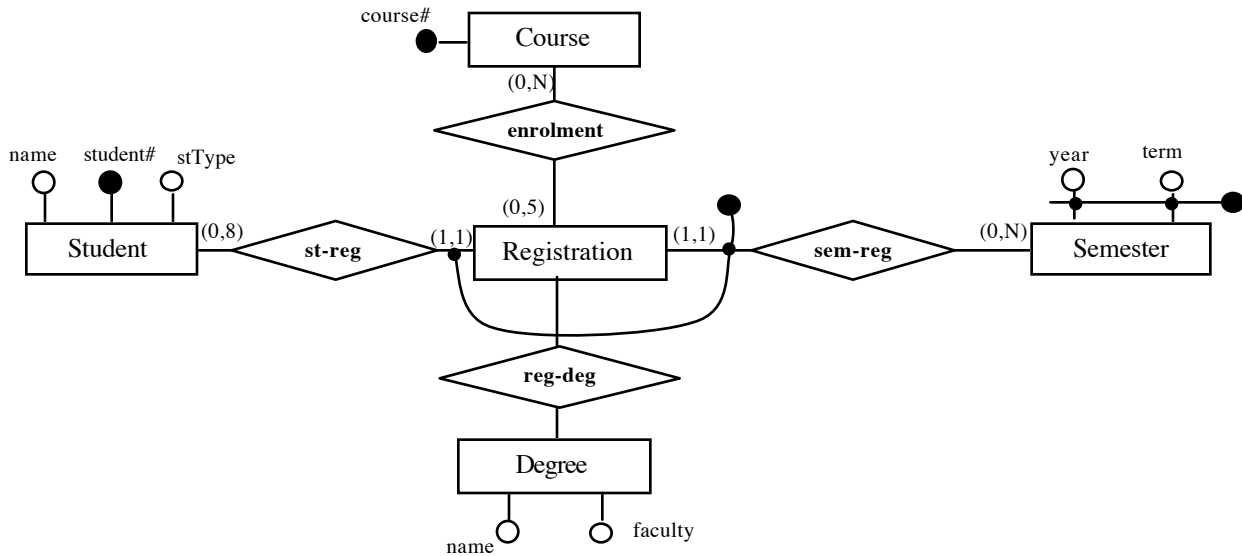 course#
Course
(0,N)
enrolment
name student# stType
year term
(0,5)
Student (0,8) st-reg (1,1) Registration (1,1) sem-reg (0,N) Semester
reg-deg
Degree
name faculty